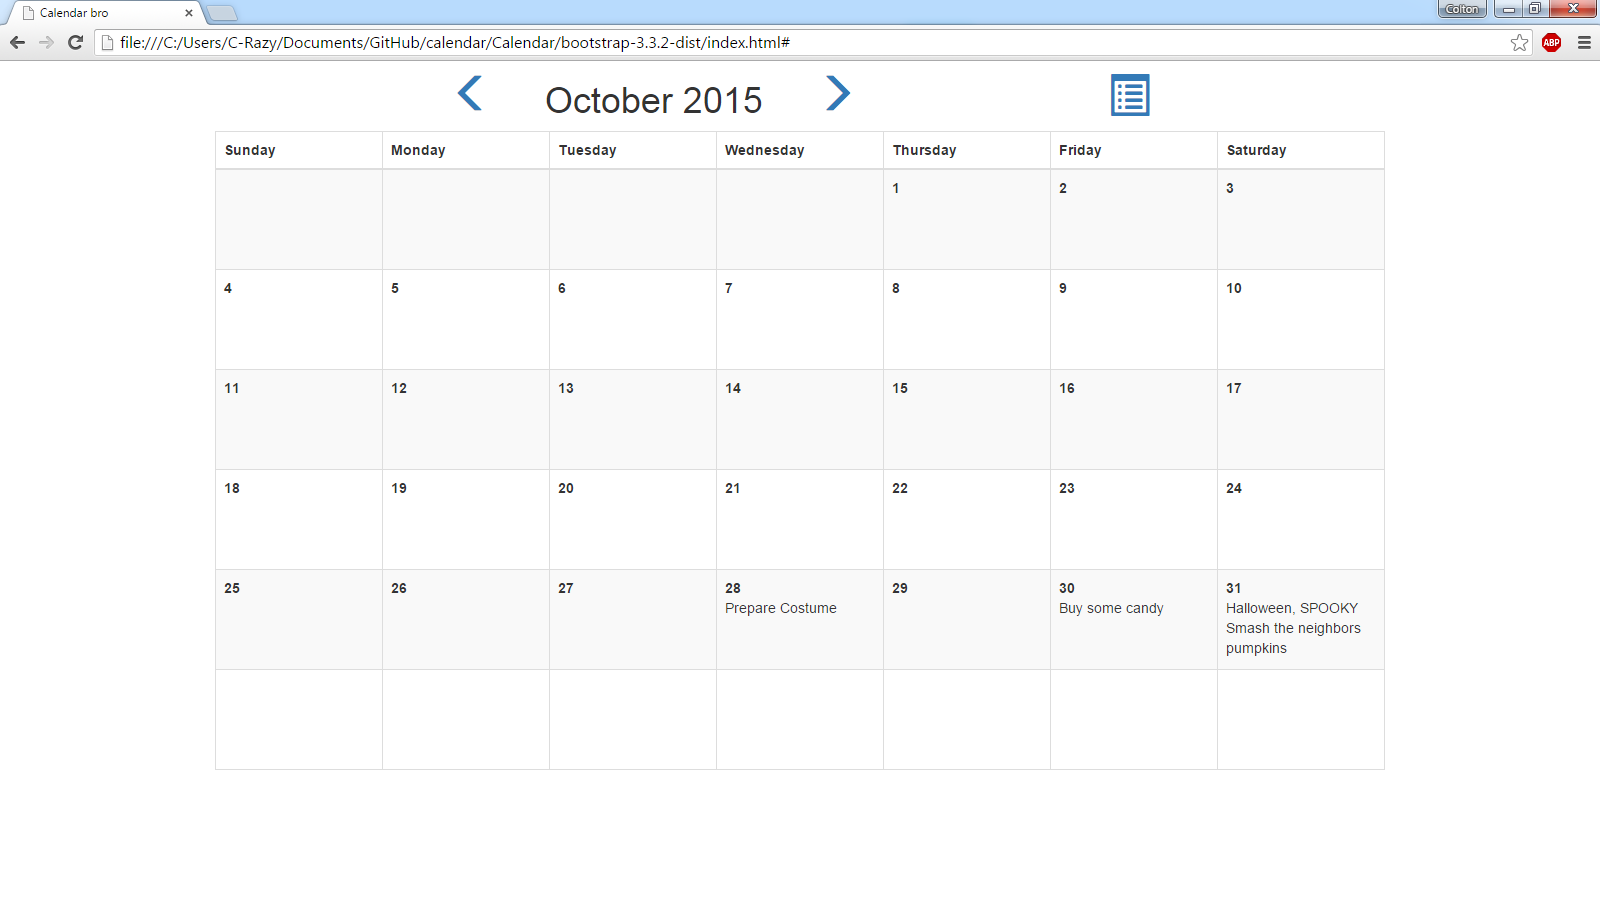 Calendar bro
Colton
file:///C:/Users/C-Razy/Documents/GitHub/calendar/Calendar/bootstrap-3.3.2-dist/index.html#
ABP
October 2015
Sunday Monday Tuesday Wednesday Thursday Friday Saturday
1 2 3
4 5 6 7 8 9 10
11 12 13 14 15 16 17
18 19 20 21 22 23 24
25 26 27 28 29 30 31
Prepare Costume Buy some candy Halloween, SPOOKY
Smash the neighbors
pumpkins